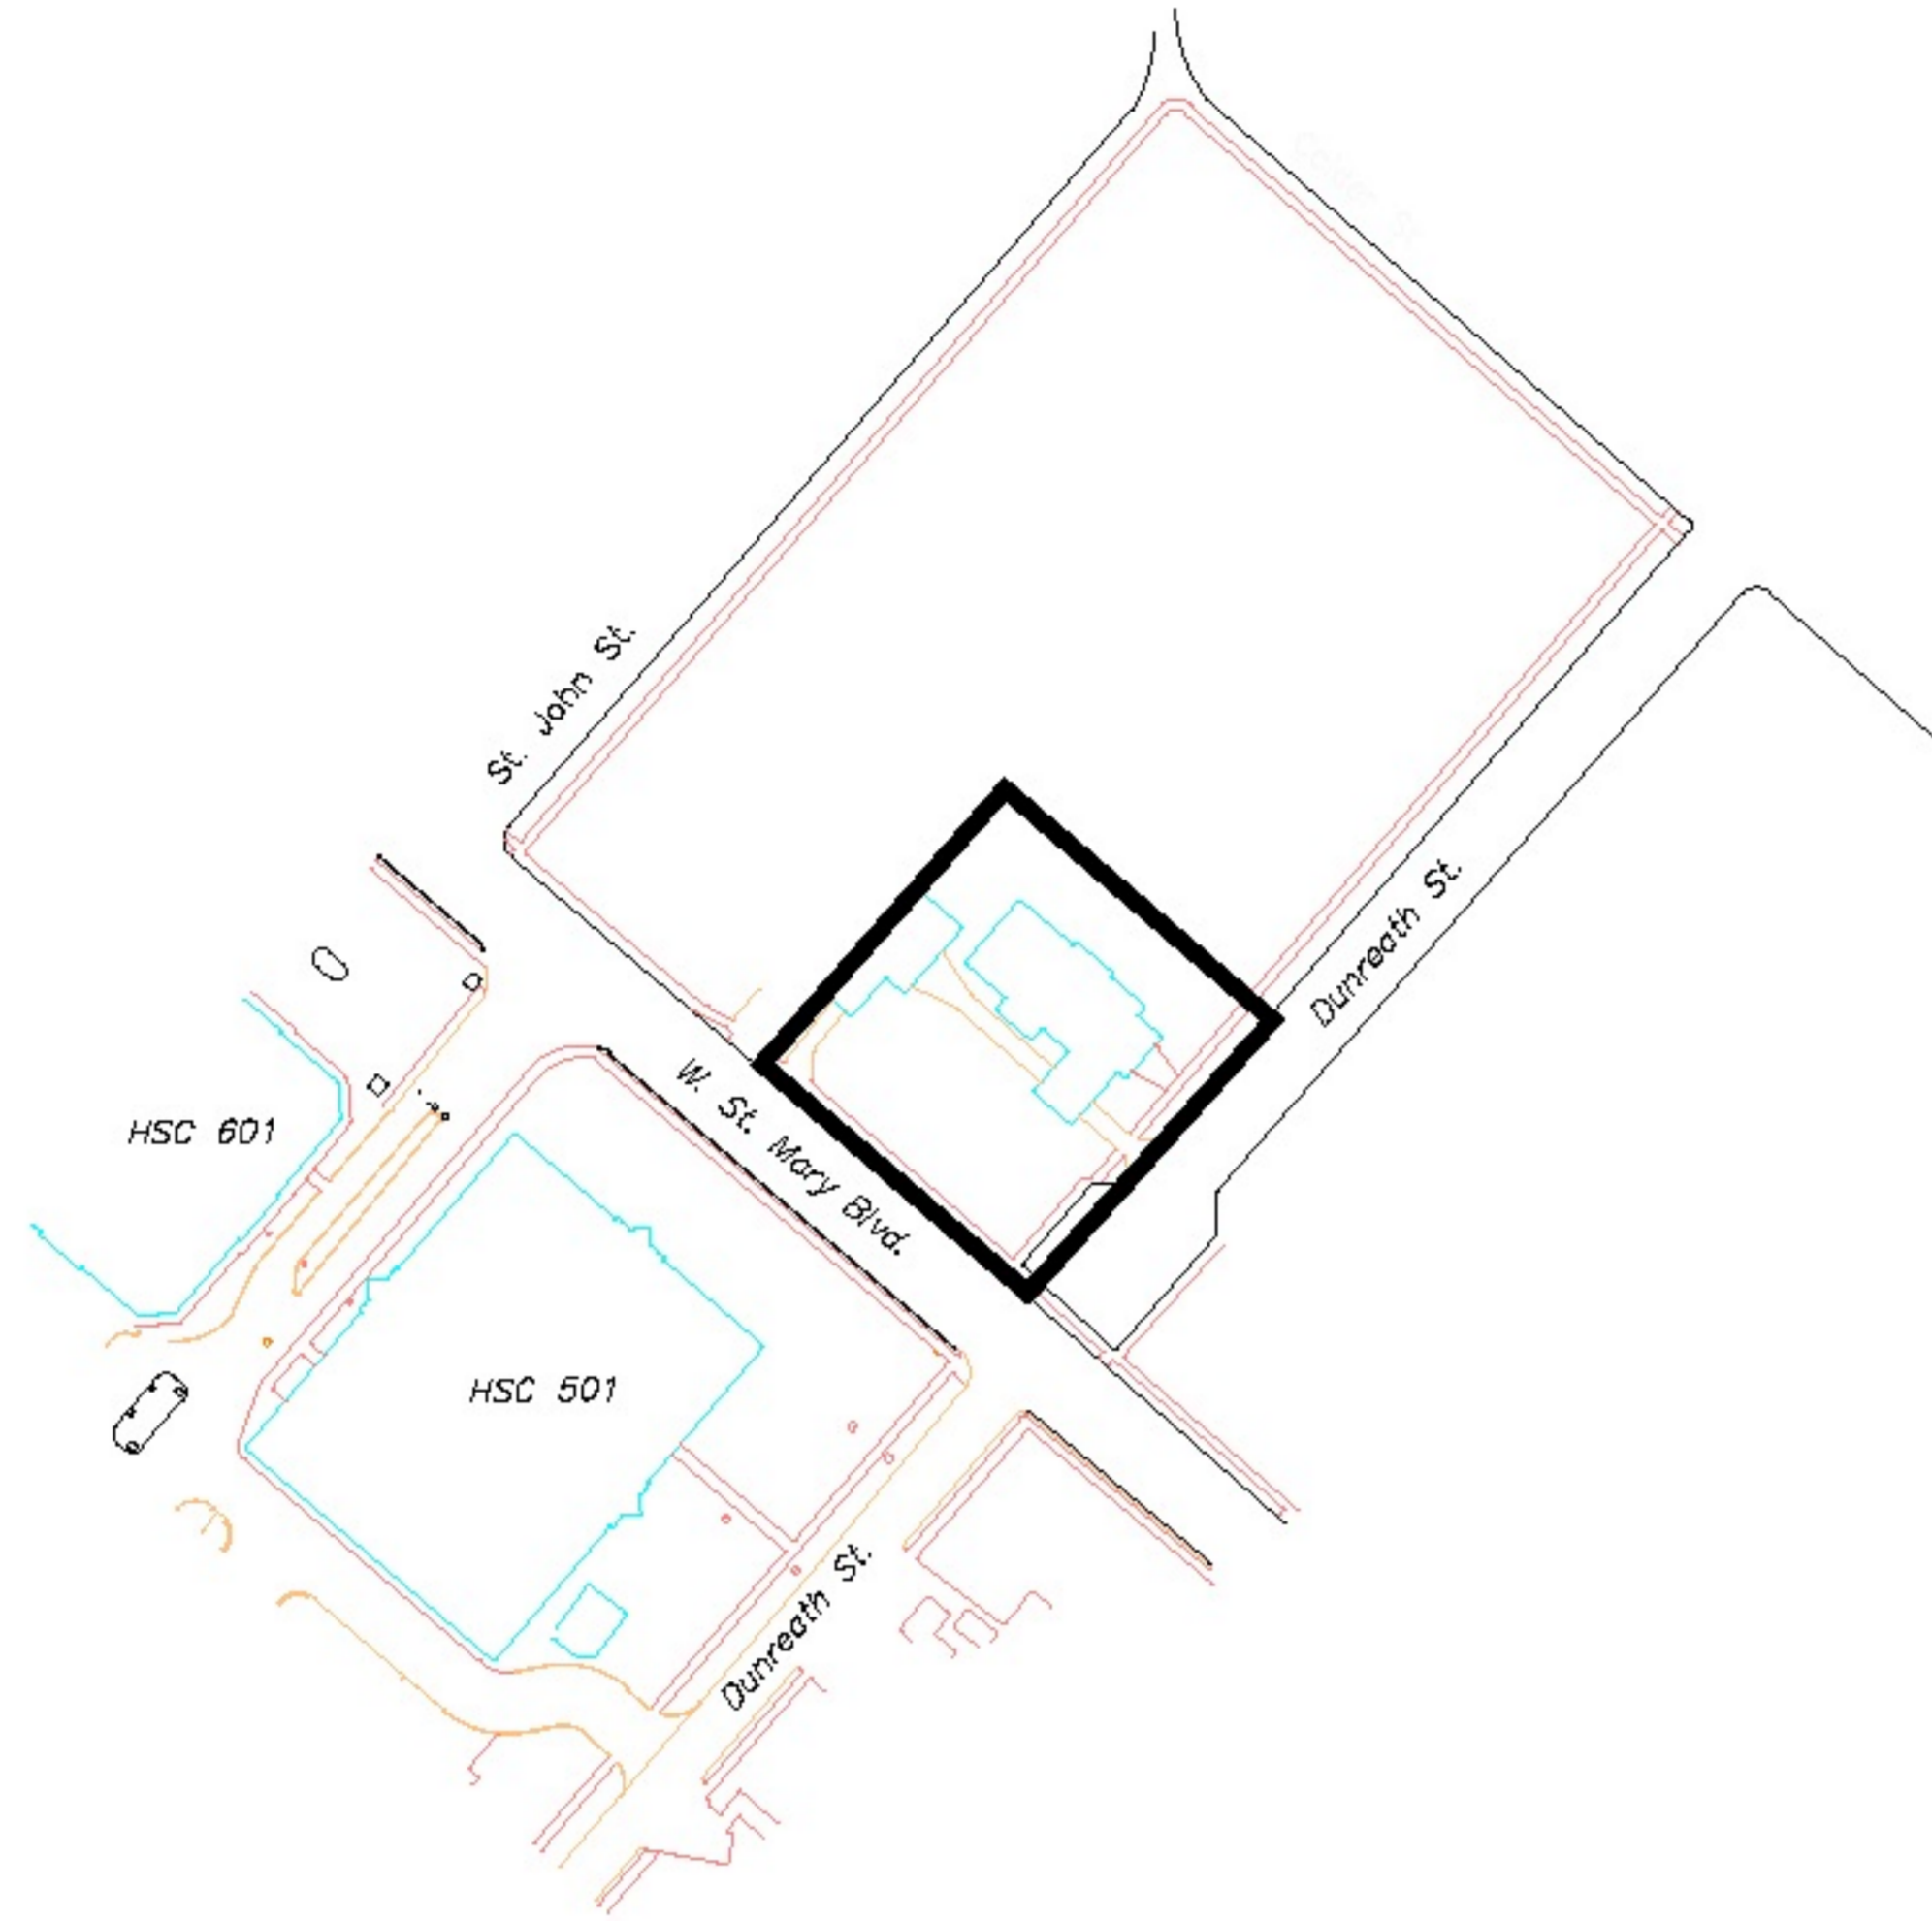 St. John St.
Dunreath St.
W. St. Mary Blvd.
HSC 601
HSC 501
Dunreath St.